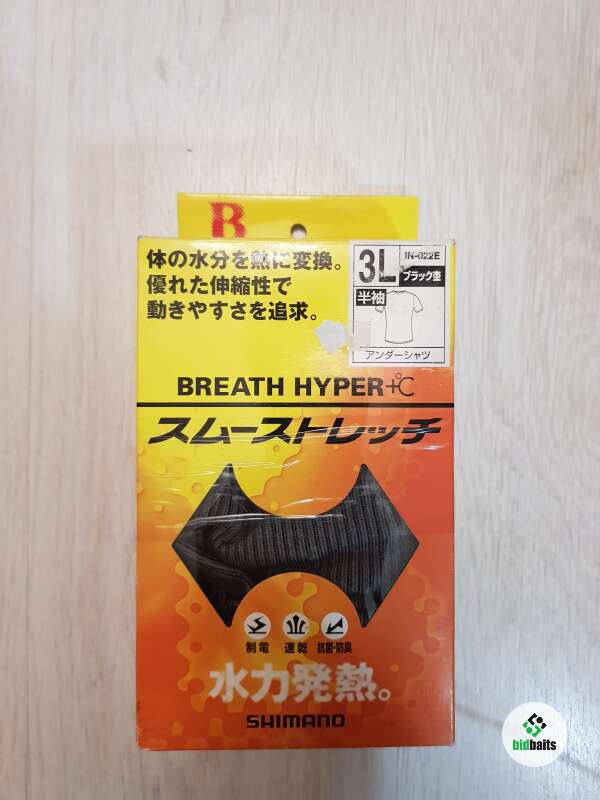 B
体の水分を熱に変換。
優れた伸縮性で
動きやすさを追求。
3L
IN-022E
ブラック杢
半袖
アンダーシャツ
BREATH HYPER+℃
スムーストレッチ
制電 速乾 抗菌・防臭
水力発熱。
SHIMANO
bidbaits